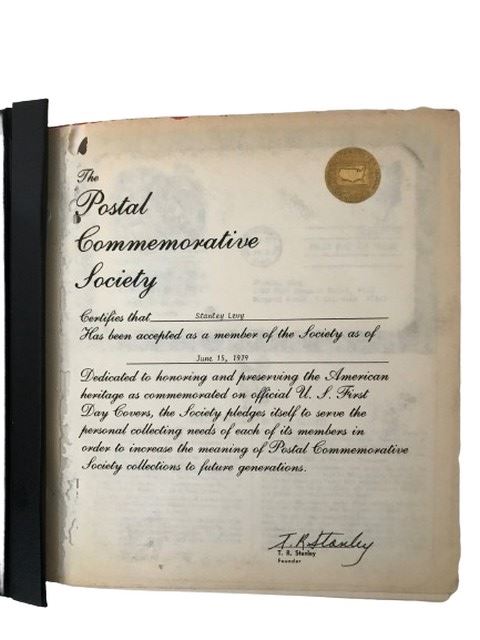 The
Postal
Commemorative
Society
Certifies that Stanley Levy
Has been accepted as a member of the Society as of
June 15, 1979
Dedicated to honoring and preserving the American
heritage as commemorated on official U. S. First
Day Covers, the Society pledges itself to serve the
personal collecting needs of each of its members in
order to increase the meaning of Postal Commemorative
Society collections to future generations.
T. R. Stanley
T. R. Stanley
Founder